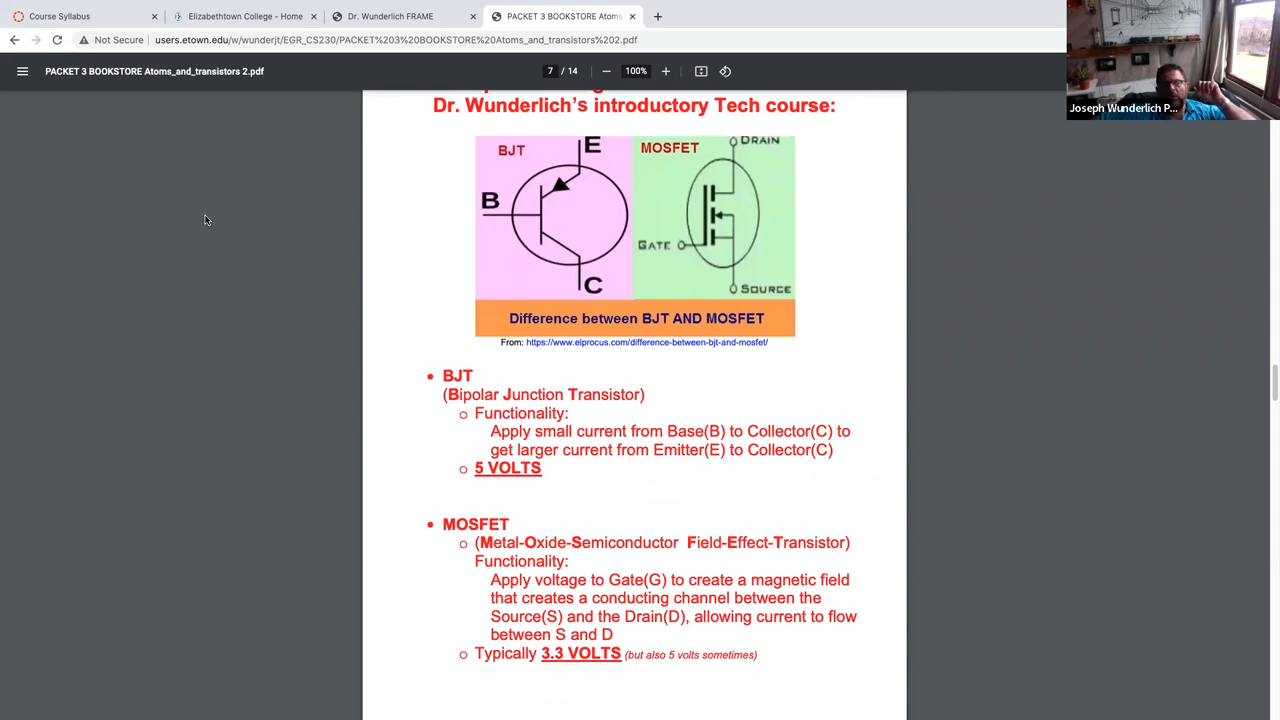 Course Syllabus
Elizabethtown College - Home
Dr. Wunderlich FRAME
PACKET 3 BOOKSTORE Atoms
Not Secure
users.etown.edu/w/wunderjt/EGR_CS230/PACKET%203%20BOOKSTORE%20Atoms_and_transistors%202.pdf
PACKET 3 BOOKSTORE Atoms_and_transistors 2.pdf
7 / 14
100%
Joseph Wunderlich P...
Dr. Wunderlich's introductory Tech course:
BJT
E
B
C
MOSFET
DRAIN
GATE
SOURCE
Difference between BJT AND MOSFET
From: https://www.elprocus.com/difference-between-bjt-and-mosfet/
• BJT
(Bipolar Junction Transistor)
o Functionality:
Apply small current from Base(B) to Collector(C) to
get larger current from Emitter(E) to Collector(C)
o 5 VOLTS
• MOSFET
o (Metal-Oxide-Semiconductor Field-Effect-Transistor)
Functionality:
Apply voltage to Gate(G) to create a magnetic field
that creates a conducting channel between the
Source(S) and the Drain(D), allowing current to flow
between S and D
o Typically 3.3 VOLTS (but also 5 volts sometimes)